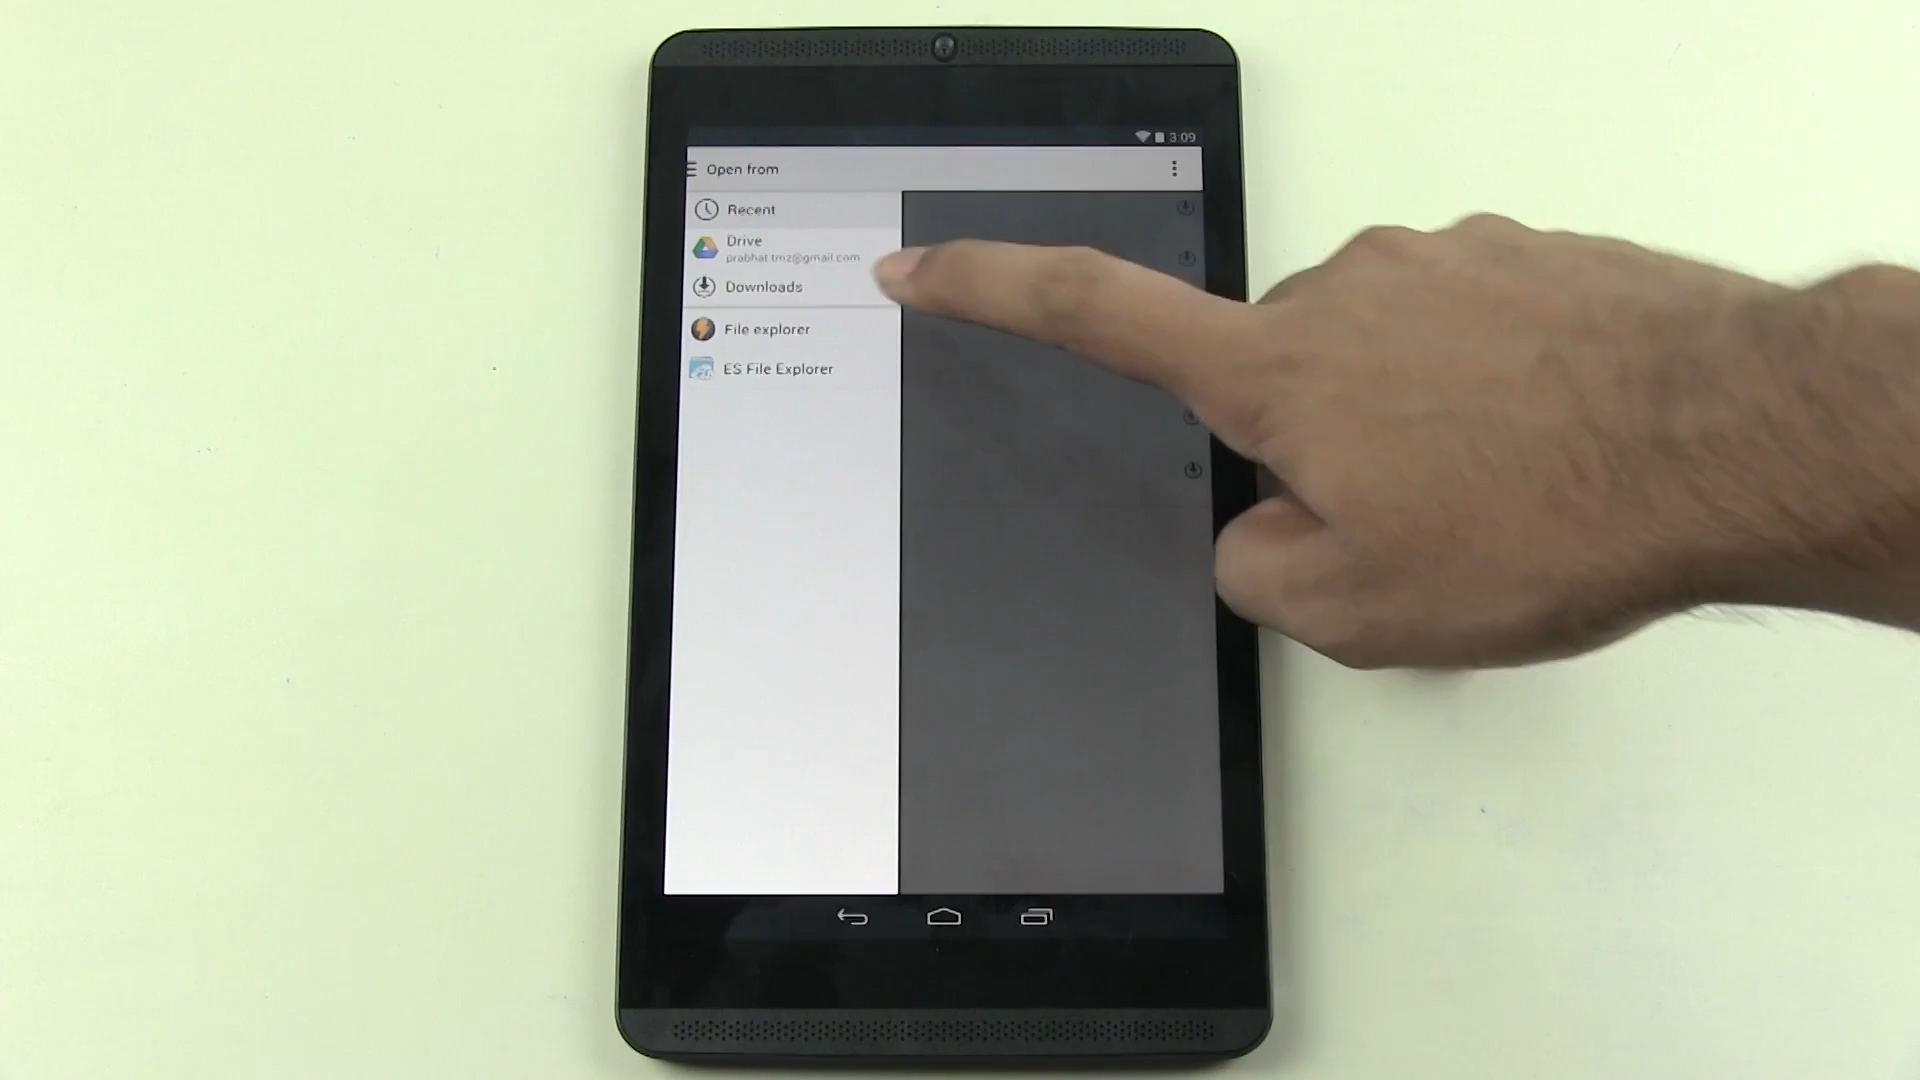 3:09
Open from
Recent
Drive
prabhat.tmz@gmail.com
Downloads
File explorer
ES File Explorer